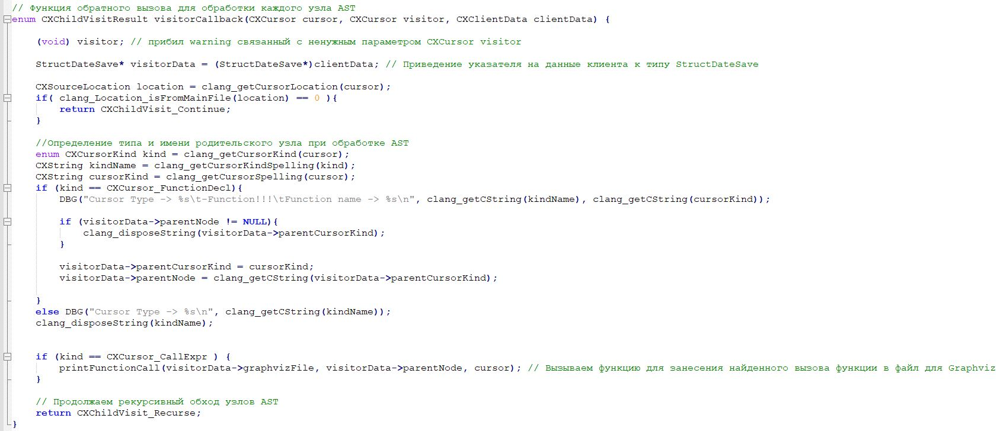 // Функция обратного вызова для обработки каждого узла AST
enum CXChildVisitResult visitorCallback(CXCursor cursor, CXCursor visitor, CXClientData clientData) {
(void) visitor; // прибил warning связанный с ненужным параметром CXCursor visitor
StructDateSave* visitorData = (StructDateSave*)clientData; // Приведение указателя на данные клиента к типу StructDateSave
CXSourceLocation location = clang_getCursorLocation(cursor);
if( clang_Location_isFromMainFile(location) == 0 ){
return CXChildVisit_Continue;
}
//Определение типа и имени родительского узла при обработке AST
enum CXCursorKind kind = clang_getCursorKind(cursor);
CXString kindName = clang_getCursorKindSpelling(kind);
CXString cursorKind = clang_getCursorSpelling(cursor);
if (kind == CXCursor_FunctionDecl){
DBG("Cursor Type -> %s\t-Function!!!\tFunction name -> %s\n", clang_getCString(kindName), clang_getCString(cursorKind));
if (visitorData->parentNode != NULL){
clang_disposeString(visitorData->parentCursorKind);
}
visitorData->parentCursorKind = cursorKind;
visitorData->parentNode = clang_getCString(visitorData->parentCursorKind);
}
else DBG("Cursor Type -> %s\n", clang_getCString(kindName));
clang_disposeString(kindName);
if (kind == CXCursor_CallExpr ) {
printFunctionCall(visitorData->graphvizFile, visitorData->parentNode, cursor); // Вызываем функцию для занесения найденного вызова функции в файл для Graphviz
}
// Продолжаем рекурсивный обход узлов AST
return CXChildVisit_Recurse;
}